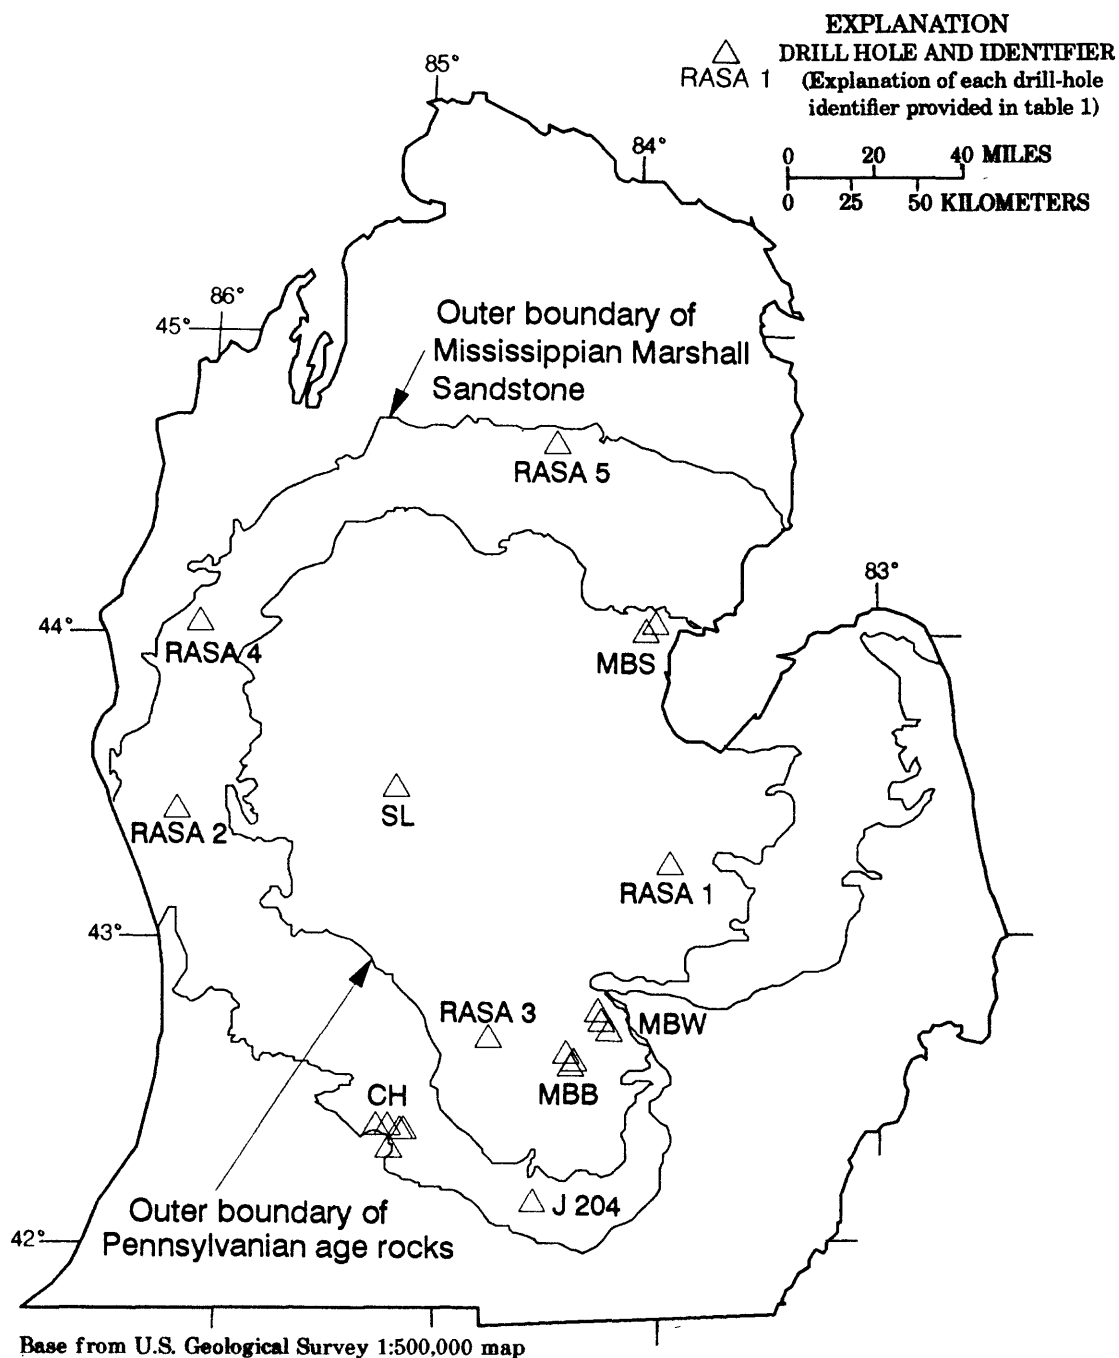 EXPLANATION
DRILL HOLE AND IDENTIFIER
RASA 1
(Explanation of each drill-hole
identifier provided in table 1)
0 20 40 MILES
0 25 50 KILOMETERS
85°
84°
86°
45°
Outer boundary of
Mississippian Marshall
Sandstone
RASA 5
83°
44°
RASA 4
MBS
SL
RASA 2
RASA 1
43°
RASA 3
MBW
MBB
CH
J 204
Outer boundary of
Pennsylvanian age rocks
42°
Base from U.S. Geological Survey 1:500,000 map